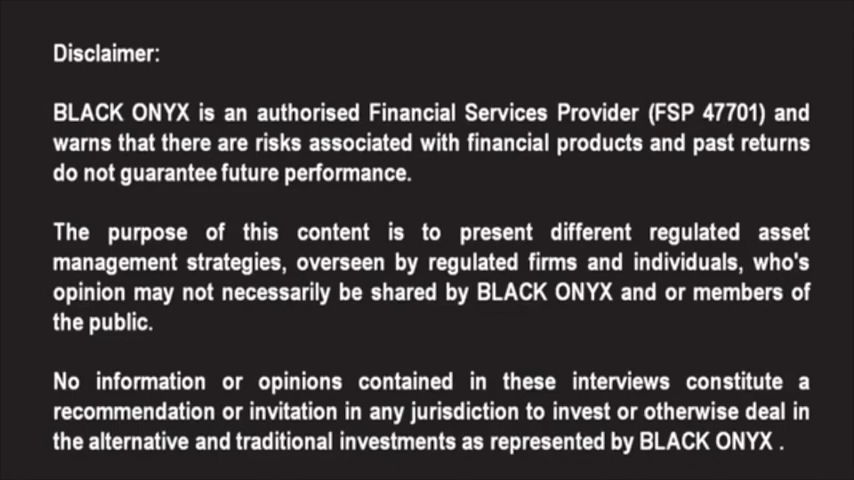 Disclaimer:
BLACK ONYX is an authorised Financial Services Provider (FSP 47701) and
warns that there are risks associated with financial products and past returns
do not guarantee future performance.
The purpose of this content is to present different regulated asset
management strategies, overseen by regulated firms and individuals, who's
opinion may not necessarily be shared by BLACK ONYX and or members of
the public.
No information or opinions contained in these interviews constitute a
recommendation or invitation in any jurisdiction to invest or otherwise deal in
the alternative and traditional investments as represented by BLACK ONYX .